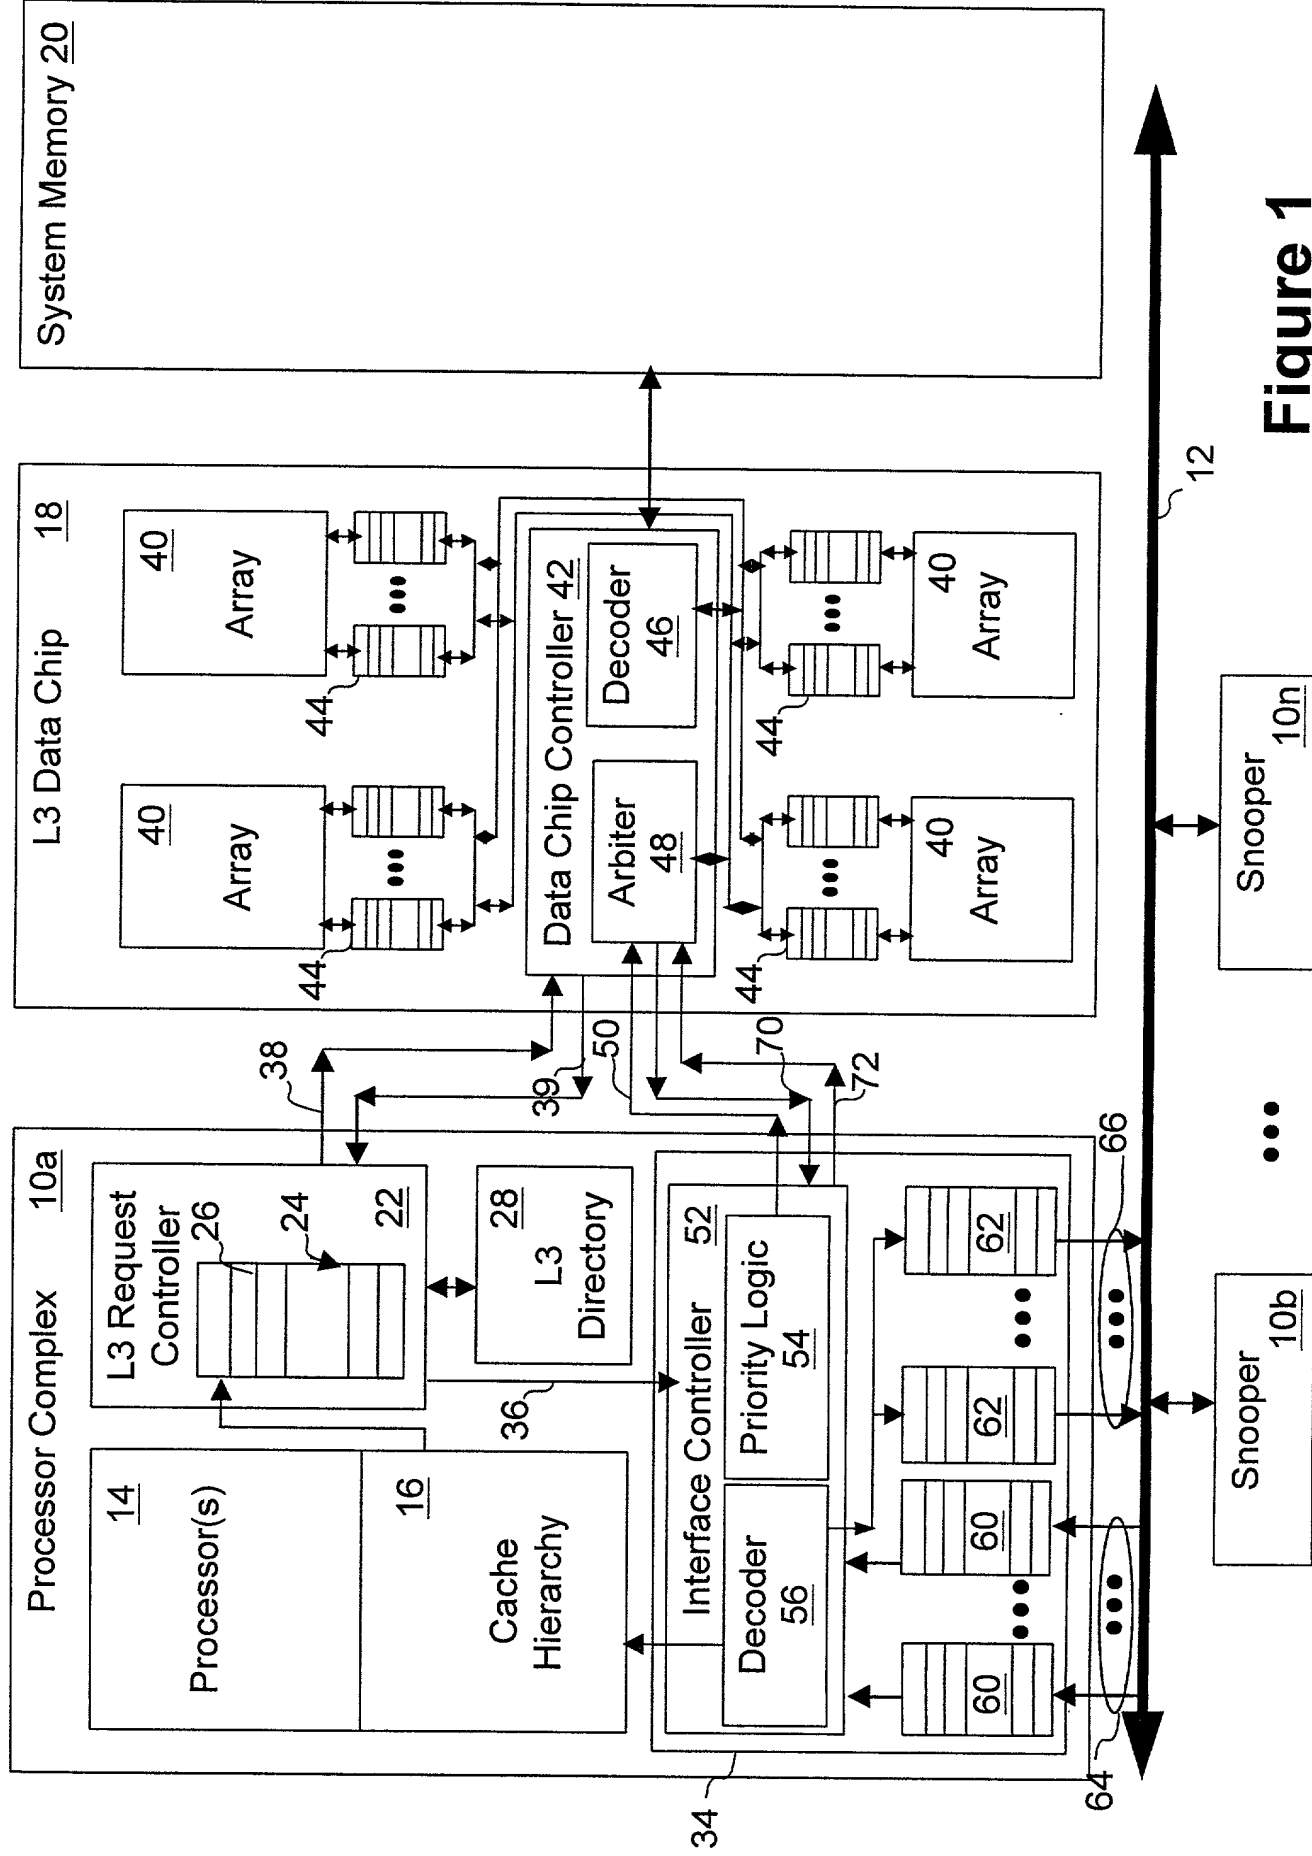 Processor Complex 10a
14
Processor(s)
16
Cache
Hierarchy
L3 Request
Controller
26
24
22
28
L3
Directory
36
38
39
50
70
72
34
Interface Controller 52
Decoder
56
Priority Logic
54
60
60
62
62
64
66
L3 Data Chip 18
40
Array
40
Array
44
44
Data Chip Controller 42
Arbiter
48
Decoder
46
44
44
40
Array
40
Array
System Memory 20
12
Snooper 10b
Snooper 10n
Figure 1